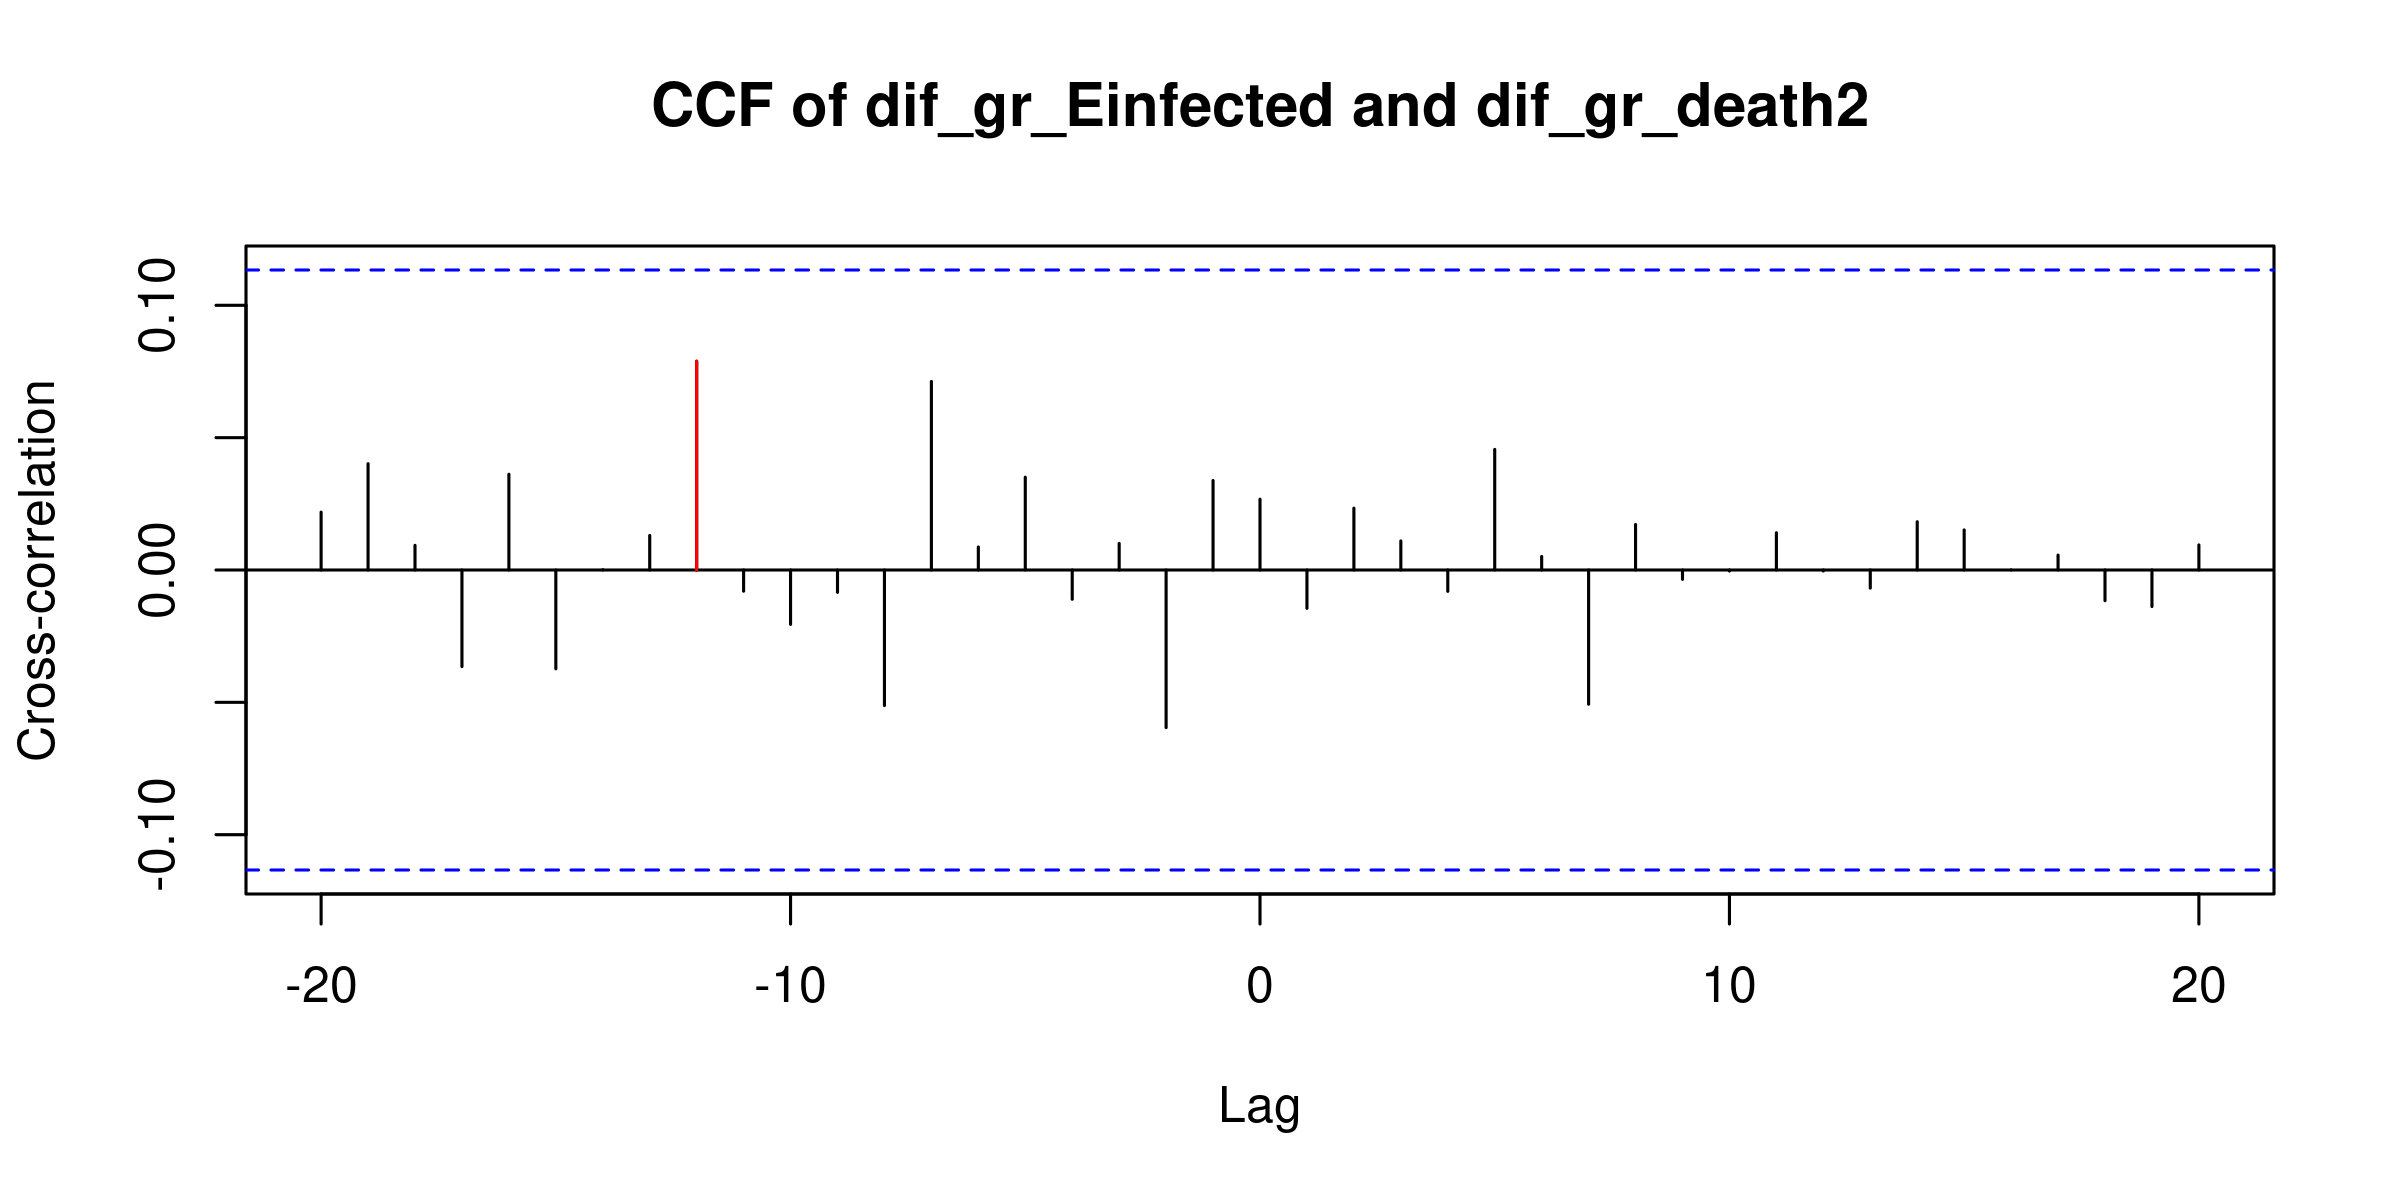 CCF of dif_gr_Einfected and dif_gr_death2
Cross-correlation
0.10
0.00
-0.10
-20 -10 0 10 20
Lag